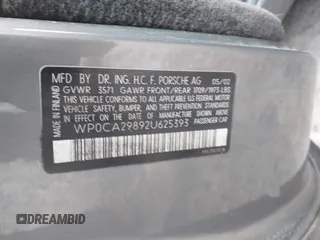 MFD. BY DR. ING. H.C. F. PORSCHE AG 05/02
GVWR 3571 GAWR FRONT/REAR 1709/1973 LBS
THIS VEHICLE CONFORMS TO ALL APPLICABLE
U.S. FEDERAL MOTOR VEHICLE SAFETY, BUMPER
AND THEFT PREVENTION STANDARDS IN
EFFECT ON THE DATE OF MANUFACTURE
SHOWN ABOVE
PASSENGER CAR
WP0CA29892U625393
MADE IN FINLAND
DREAMBID